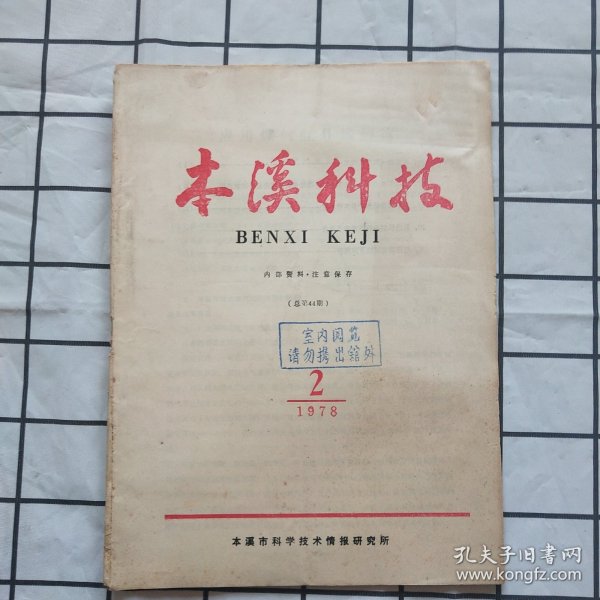 本溪科技
BENXI KEJI
内部资料·注意保存
(总第44期)
室内阅览
请勿携出馆外
2
1978
本溪市科学技术情报研究所
孔夫子旧书网
www.kongfz.com